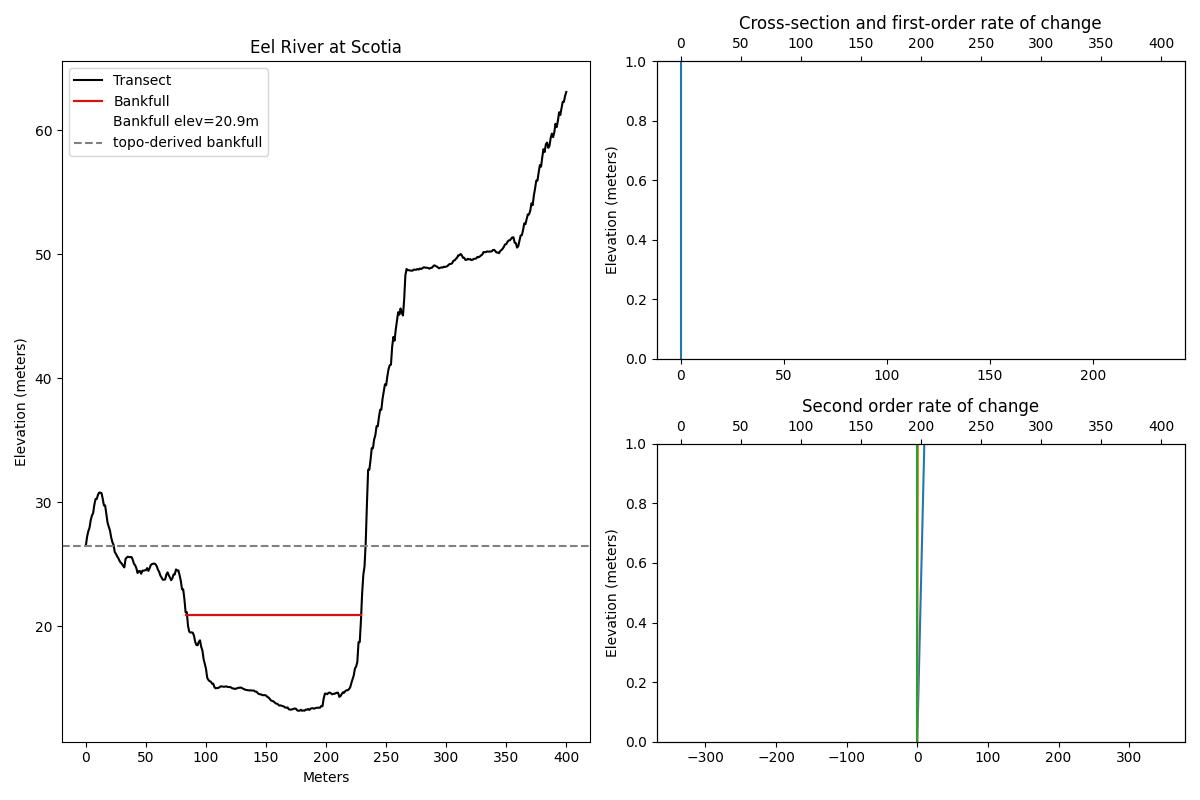 Eel River at Scotia
Transect
Bankfull
Bankfull elev=20.9m
topo-derived bankfull
60
50
40
30
20
Elevation (meters)
0 50 100 150 200 250 300 350 400
Meters
Cross-section and first-order rate of change
0 50 100 150 200 250 300 350 400
1.0
0.8
0.6
0.4
0.2
0.0
Elevation (meters)
0 50 100 150 200
Second order rate of change
0 50 100 150 200 250 300 350 400
1.0
0.8
0.6
0.4
0.2
0.0
Elevation (meters)
−300 −200 −100 0 100 200 300